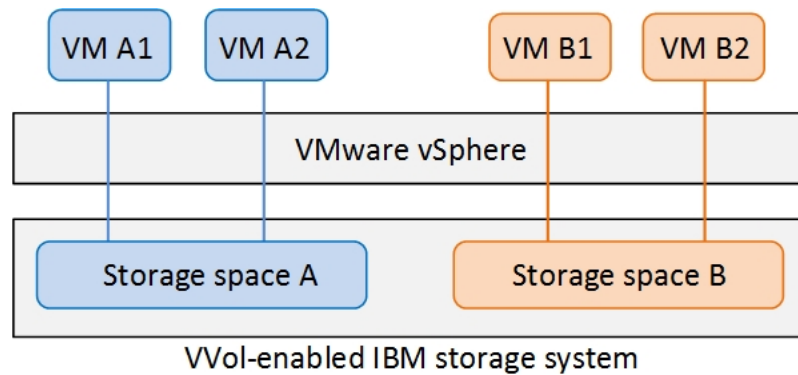 VM A1
VM A2
VM B1
VM B2
VMware vSphere
Storage space A
Storage space B
VVol-enabled IBM storage system